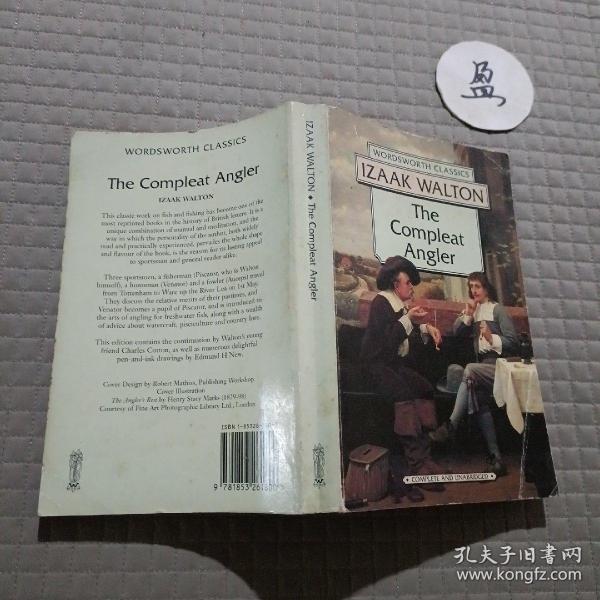 WORDSWORTH CLASSICS
The Compleat Angler
IZAAK WALTON
This classic work on fish and fishing has become one of the
most reprinted books in the history of British letters. It is a
unique combination of manual and meditation, and the
way in which the personality of the author, both widely
read and practically experienced, pervades the whole shape
and flavour of the book, is the reason for its lasting appeal
to sportsman and general reader alike.
Three sportsmen, a fisherman (Piscator, who is Walton
himself), a huntsman (Venator) and a fowler (Auceps) travel
from Tottenham to Ware up the River Lea on 1st May.
They discuss the relative merits of their pastimes, and
Venator becomes a pupil of Piscator, and is introduced to
the arts of angling for freshwater fish, along with a wealth
of advice about watercraft, pisciculture and country lore.
This edition contains the continuation by Walton's young
friend Charles Cotton, as well as numerous delightful
pen-and-ink drawings by Edmund H New.
Cover Design by Robert Mathias, Publishing Workshop
Cover Illustration
The Angler's Rest by Henry Stacy Marks (1829-98)
Courtesy of Fine Art Photographic Library Ltd., London
ISBN 1-85326-
9 781853 261
IZAAK WALTON • The Compleat Angler
WORDSWORTH CLASSICS
IZAAK WALTON
The
Compleat
Angler
• COMPLETE AND UNABRIDGED •
盈
孔夫子旧书网
www.kongfz.com